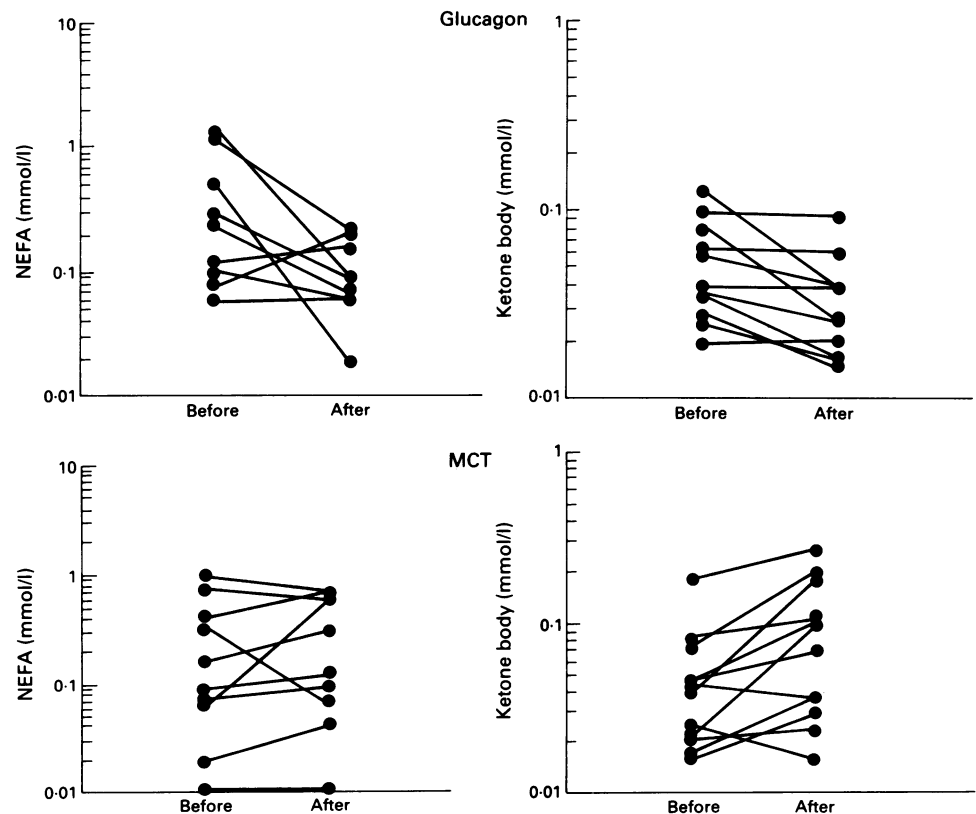 Glucagon
10
1
0·1
0·01
NEFA (mmol/l)
Before After
1
0·1
0·01
Ketone body (mmol/l)
Before After
MCT
10
1
0·1
0·01
NEFA (mmol/l)
Before After
1
0·1
0·01
Ketone body (mmol/l)
Before After